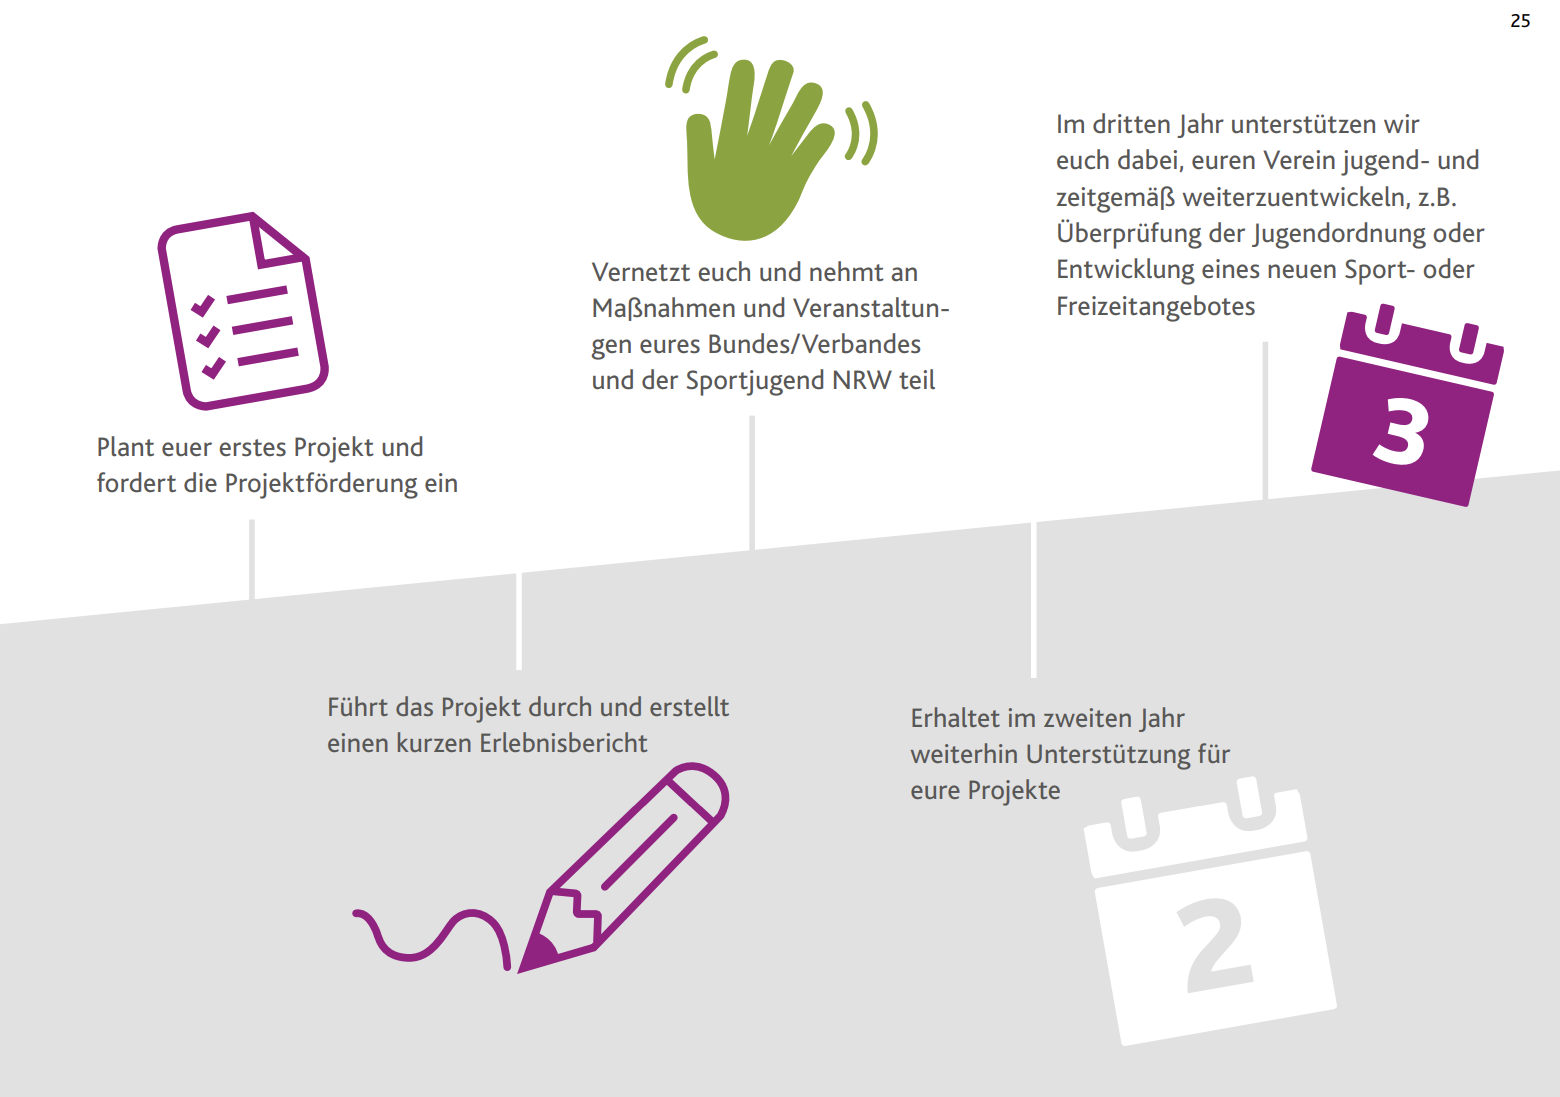 25
Plant euer erstes Projekt und
fordert die Projektförderung ein
Führt das Projekt durch und erstellt
einen kurzen Erlebnisbericht
Vernetzt euch und nehmt an
Maßnahmen und Veranstaltun-
gen eures Bundes/Verbandes
und der Sportjugend NRW teil
Erhaltet im zweiten Jahr
weiterhin Unterstützung für
eure Projekte
2
Im dritten Jahr unterstützen wir
euch dabei, euren Verein jugend- und
zeitgemäß weiterzuentwickeln, z.B.
Überprüfung der Jugendordnung oder
Entwicklung eines neuen Sport- oder
Freizeitangebotes
3